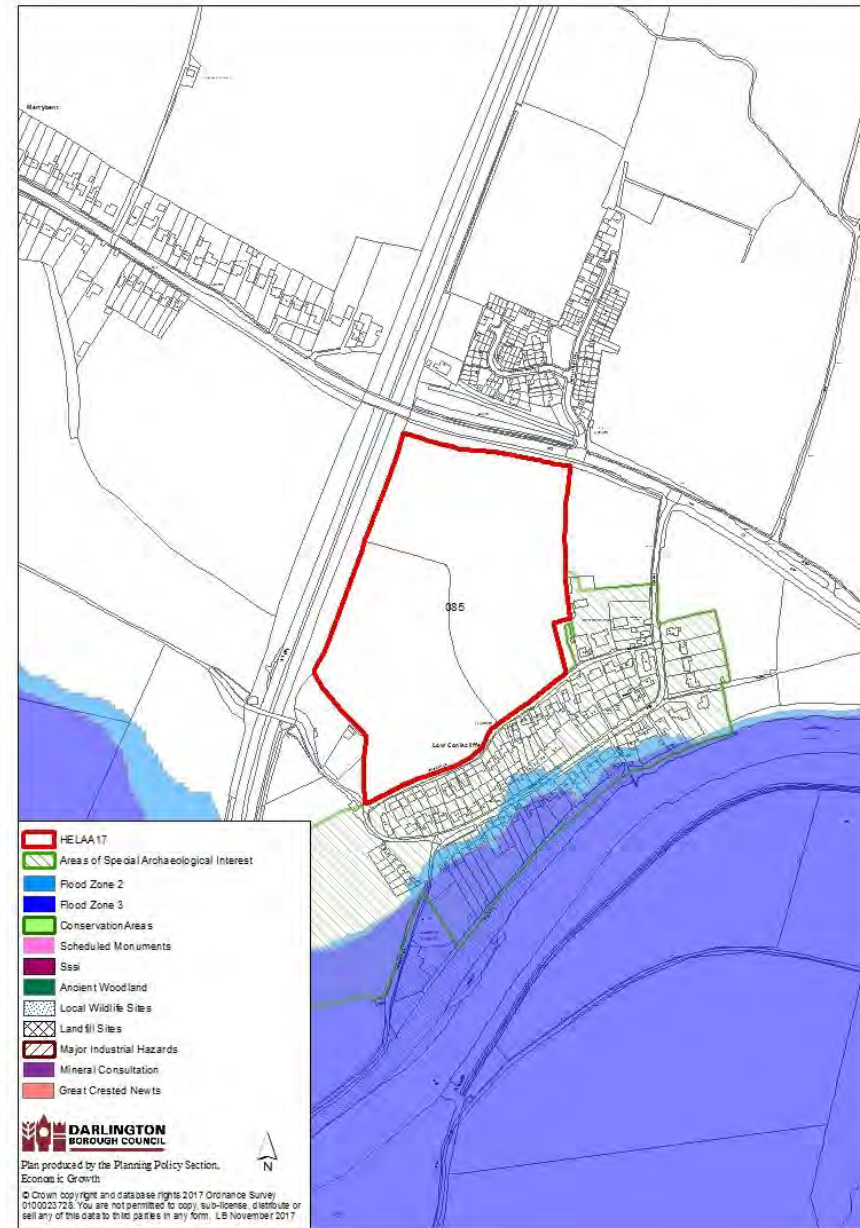 Merrybent
085
Low Coniscliffe
HELAA17
Areas of Special Archaeological Interest
Flood Zone 2
Flood Zone 3
Conservation Areas
Scheduled Monuments
Sssi
Ancient Woodland
Local Wildlife Sites
Landfill Sites
Major Industrial Hazards
Mineral Consultation
Great Crested Newts
DARLINGTON
BOROUGH COUNCIL
N
Plan produced by the Planning Policy Section,
Economic Growth
© Crown copyright and database rights 2017 Ordnance Survey
0100023728. You are not permitted to copy, sub-license, distribute or
sell any of this data to third parties in any form. LB November 2017